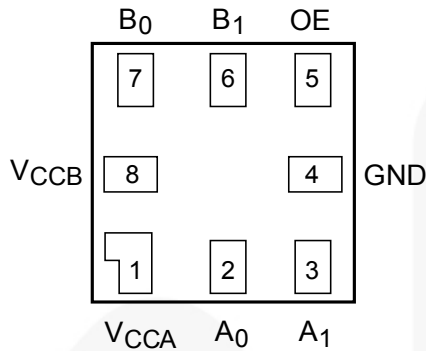 B0 B1 OE
7 6 5
VCCB 8 4 GND
1 2 3
VCCA A0 A1